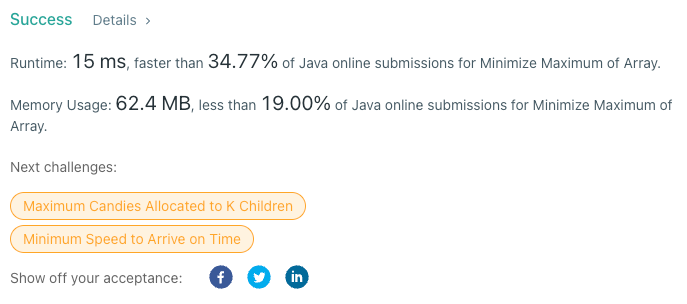 Success Details ›
Runtime: 15 ms, faster than 34.77% of Java online submissions for Minimize Maximum of Array.
Memory Usage: 62.4 MB, less than 19.00% of Java online submissions for Minimize Maximum of
Array.
Next challenges:
Maximum Candies Allocated to K Children
Minimum Speed to Arrive on Time
Show off your acceptance: f in